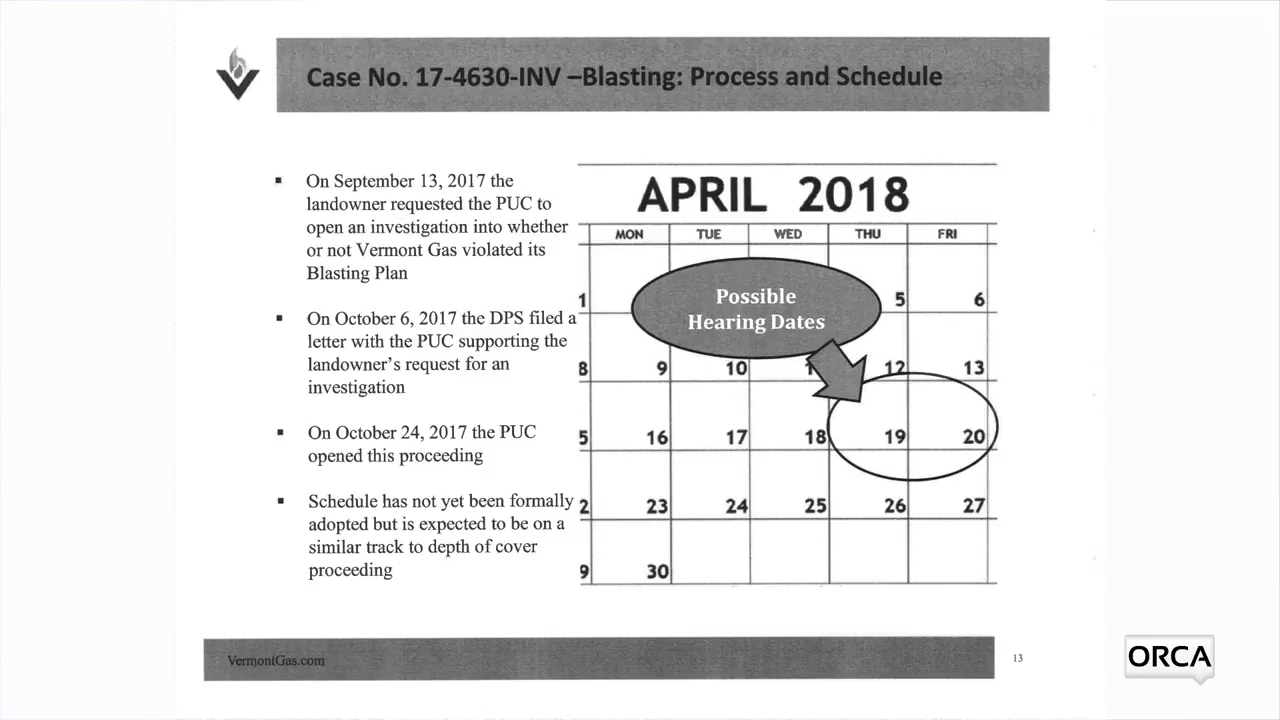 Case No. 17-4630-INV –Blasting: Process and Schedule
▪ On September 13, 2017 the
landowner requested the PUC to
open an investigation into whether
or not Vermont Gas violated its
Blasting Plan
▪ On October 6, 2017 the DPS filed a
letter with the PUC supporting the
landowner's request for an
investigation
▪ On October 24, 2017 the PUC
opened this proceeding
▪ Schedule has not yet been formally
adopted but is expected to be on a
similar track to depth of cover
proceeding
APRIL 2018
MON TUE WED THU FRI
Possible
Hearing Dates
1 5 6
8 9 10 12 13
5 16 17 18 19 20
2 23 24 25 26 27
9 30
VermontGas.com
13
ORCA